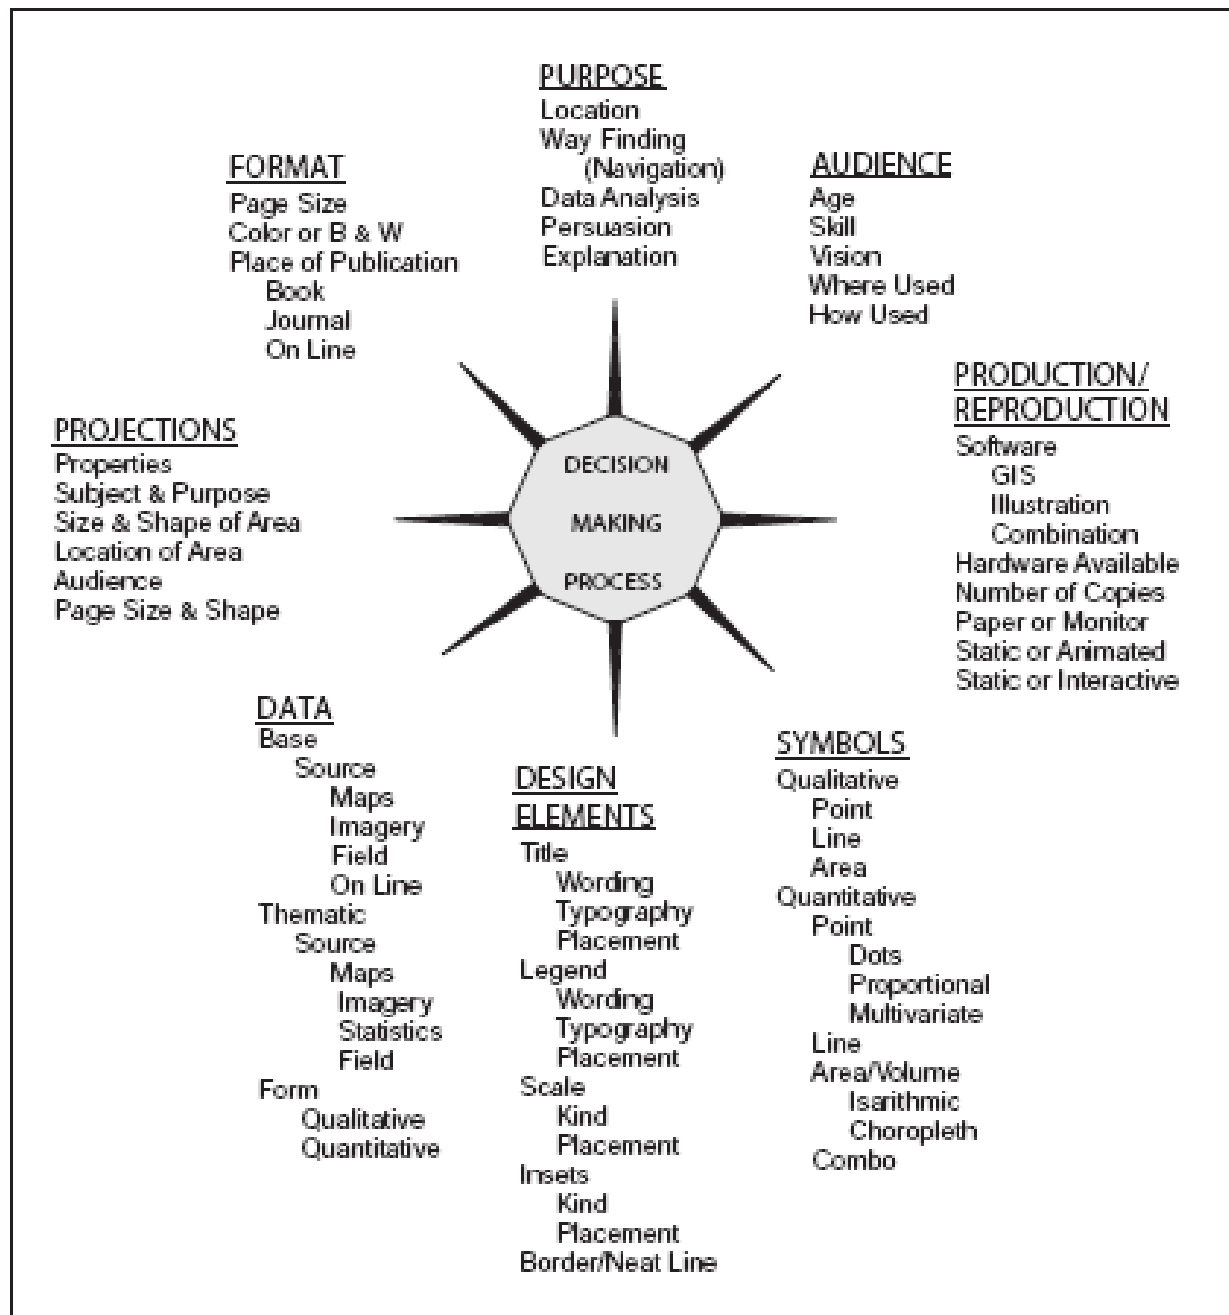 PURPOSE
Location
Way Finding
(Navigation)
Data Analysis
Persuasion
Explanation
AUDIENCE
Age
Skill
Vision
Where Used
How Used
PRODUCTION/
REPRODUCTION
Software
GIS
Illustration
Combination
Hardware Available
Number of Copies
Paper or Monitor
Static or Animated
Static or Interactive
SYMBOLS
Qualitative
Point
Line
Area
Quantitative
Point
Dots
Proportional
Multivariate
Line
Area/Volume
Isarithmic
Choropleth
Combo
DESIGN
ELEMENTS
Title
Wording
Typography
Placement
Legend
Wording
Typography
Placement
Scale
Kind
Placement
Insets
Kind
Placement
Border/Neat Line
DATA
Base
Source
Maps
Imagery
Field
On Line
Thematic
Source
Maps
Imagery
Statistics
Field
Form
Qualitative
Quantitative
PROJECTIONS
Properties
Subject & Purpose
Size & Shape of Area
Location of Area
Audience
Page Size & Shape
FORMAT
Page Size
Color or B & W
Place of Publication
Book
Journal
On Line
DECISION
MAKING
PROCESS